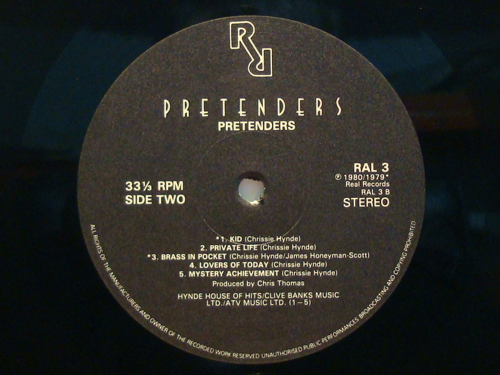 RR
PRETENDERS
PRETENDERS
33⅓ RPM
SIDE TWO
RAL 3
℗ 1980/1979*
Real Records
RAL 3 B
STEREO
*1. KID (Chrissie Hynde)
2. PRIVATE LIFE (Chrissie Hynde)
*3. BRASS IN POCKET (Chrissie Hynde/James Honeyman-Scott)
4. LOVERS OF TODAY (Chrissie Hynde)
5. MYSTERY ACHIEVEMENT (Chrissie Hynde)
Produced by Chris Thomas
HYNDE HOUSE OF HITS/CLIVE BANKS MUSIC
LTD./ATV MUSIC LTD. (1–5)
ALL RIGHTS OF THE MANUFACTURERS AND OWNER OF THE RECORDED WORK RESERVED UNAUTHORISED PUBLIC PERFORMANCES BROADCASTING AND COPYING PROHIBITED